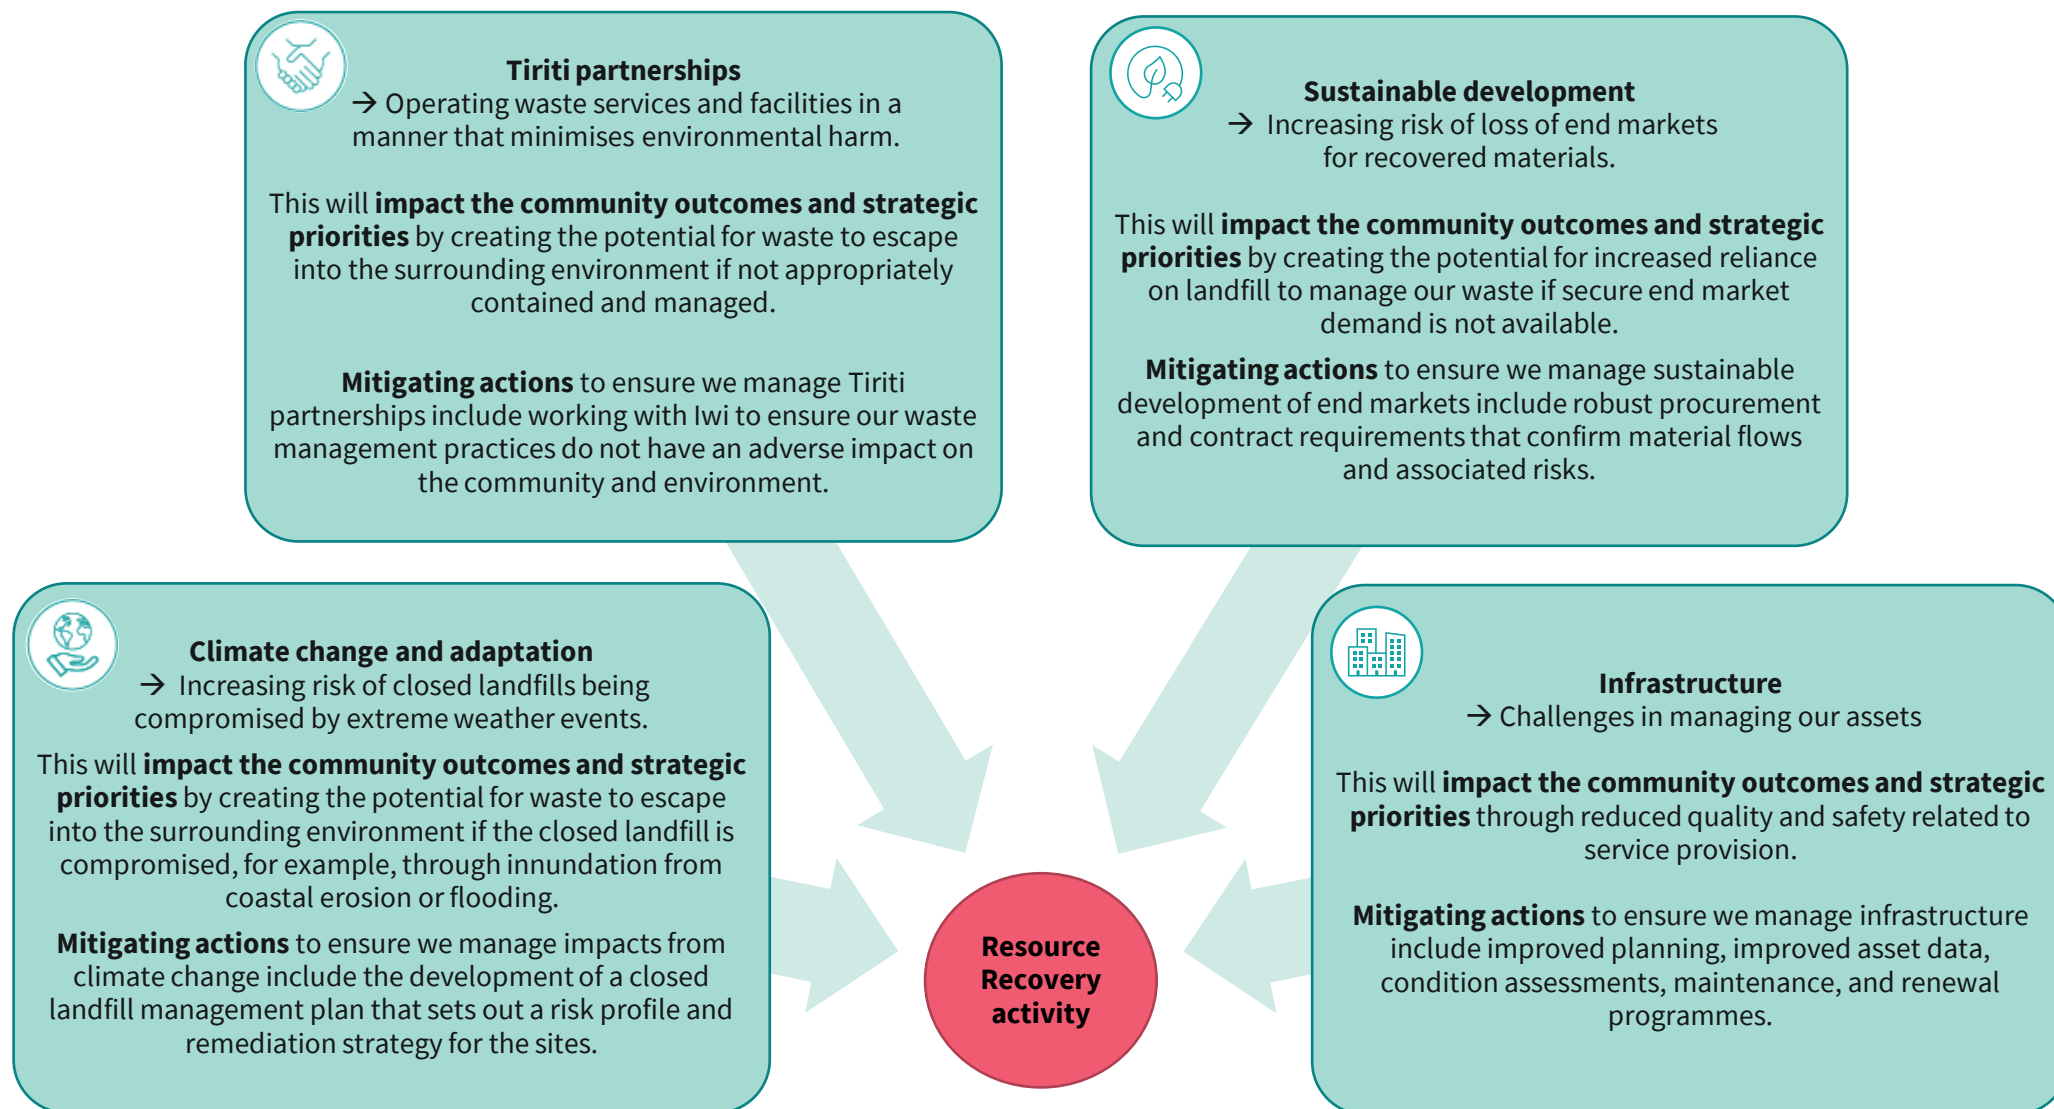 Tiriti partnerships
→ Operating waste services and facilities in a
manner that minimises environmental harm.
This will impact the community outcomes and strategic
priorities by creating the potential for waste to escape
into the surrounding environment if not appropriately
contained and managed.
Mitigating actions to ensure we manage Tiriti
partnerships include working with Iwi to ensure our waste
management practices do not have an adverse impact on
the community and environment.
Sustainable development
→ Increasing risk of loss of end markets
for recovered materials.
This will impact the community outcomes and strategic
priorities by creating the potential for increased reliance
on landfill to manage our waste if secure end market
demand is not available.
Mitigating actions to ensure we manage sustainable
development of end markets include robust procurement
and contract requirements that confirm material flows
and associated risks.
Climate change and adaptation
→ Increasing risk of closed landfills being
compromised by extreme weather events.
This will impact the community outcomes and strategic
priorities by creating the potential for waste to escape
into the surrounding environment if the closed landfill is
compromised, for example, through innundation from
coastal erosion or flooding.
Mitigating actions to ensure we manage impacts from
climate change include the development of a closed
landfill management plan that sets out a risk profile and
remediation strategy for the sites.
Infrastructure
→ Challenges in managing our assets
This will impact the community outcomes and strategic
priorities through reduced quality and safety related to
service provision.
Mitigating actions to ensure we manage infrastructure
include improved planning, improved asset data,
condition assessments, maintenance, and renewal
programmes.
Resource
Recovery
activity